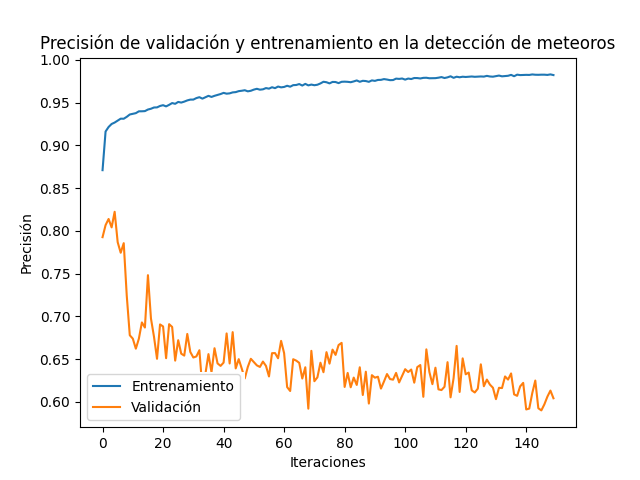 Precisión de validación y entrenamiento en la detección de meteoros
1.00
0.95
0.90
0.85
0.80
0.75
0.70
0.65
0.60
Precisión
Entrenamiento
Validación
0 20 40 60 80 100 120 140
Iteraciones